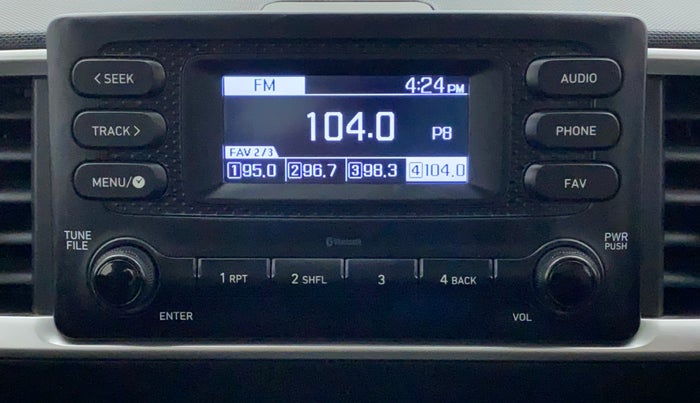 < SEEK
TRACK >
MENU/
FM
4:24 PM
104.0 P8
FAV 2/3
1 95.0 2 96.7 3 98.3 4 104.0
AUDIO
PHONE
FAV
TUNE
FILE
Bluetooth
PWR
PUSH
1 RPT
2 SHFL
3
4 BACK
ENTER
VOL